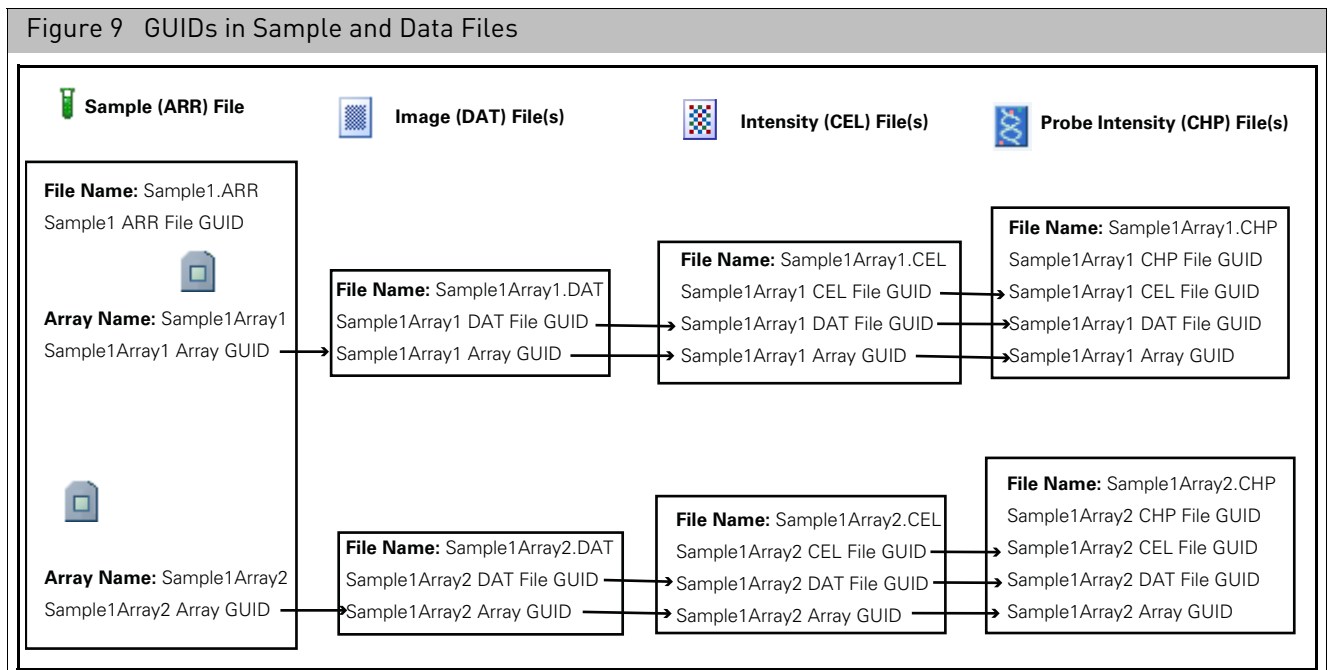 Figure 9 GUIDs in Sample and Data Files
Sample (ARR) File
Image (DAT) File(s)
Intensity (CEL) File(s)
Probe Intensity (CHP) File(s)
File Name: Sample1.ARR
Sample1 ARR File GUID
Array Name: Sample1Array1
Sample1Array1 Array GUID
File Name: Sample1Array1.DAT
Sample1Array1 DAT File GUID
Sample1Array1 Array GUID
File Name: Sample1Array1.CEL
Sample1Array1 CEL File GUID
Sample1Array1 DAT File GUID
Sample1Array1 Array GUID
File Name: Sample1Array1.CHP
Sample1Array1 CHP File GUID
Sample1Array1 CEL File GUID
Sample1Array1 DAT File GUID
Sample1Array1 Array GUID
Array Name: Sample1Array2
Sample1Array2 Array GUID
File Name: Sample1Array2.DAT
Sample1Array2 DAT File GUID
Sample1Array2 Array GUID
File Name: Sample1Array2.CEL
Sample1Array2 CEL File GUID
Sample1Array2 DAT File GUID
Sample1Array2 Array GUID
File Name: Sample1Array2.CHP
Sample1Array2 CHP File GUID
Sample1Array2 CEL File GUID
Sample1Array2 DAT File GUID
Sample1Array2 Array GUID